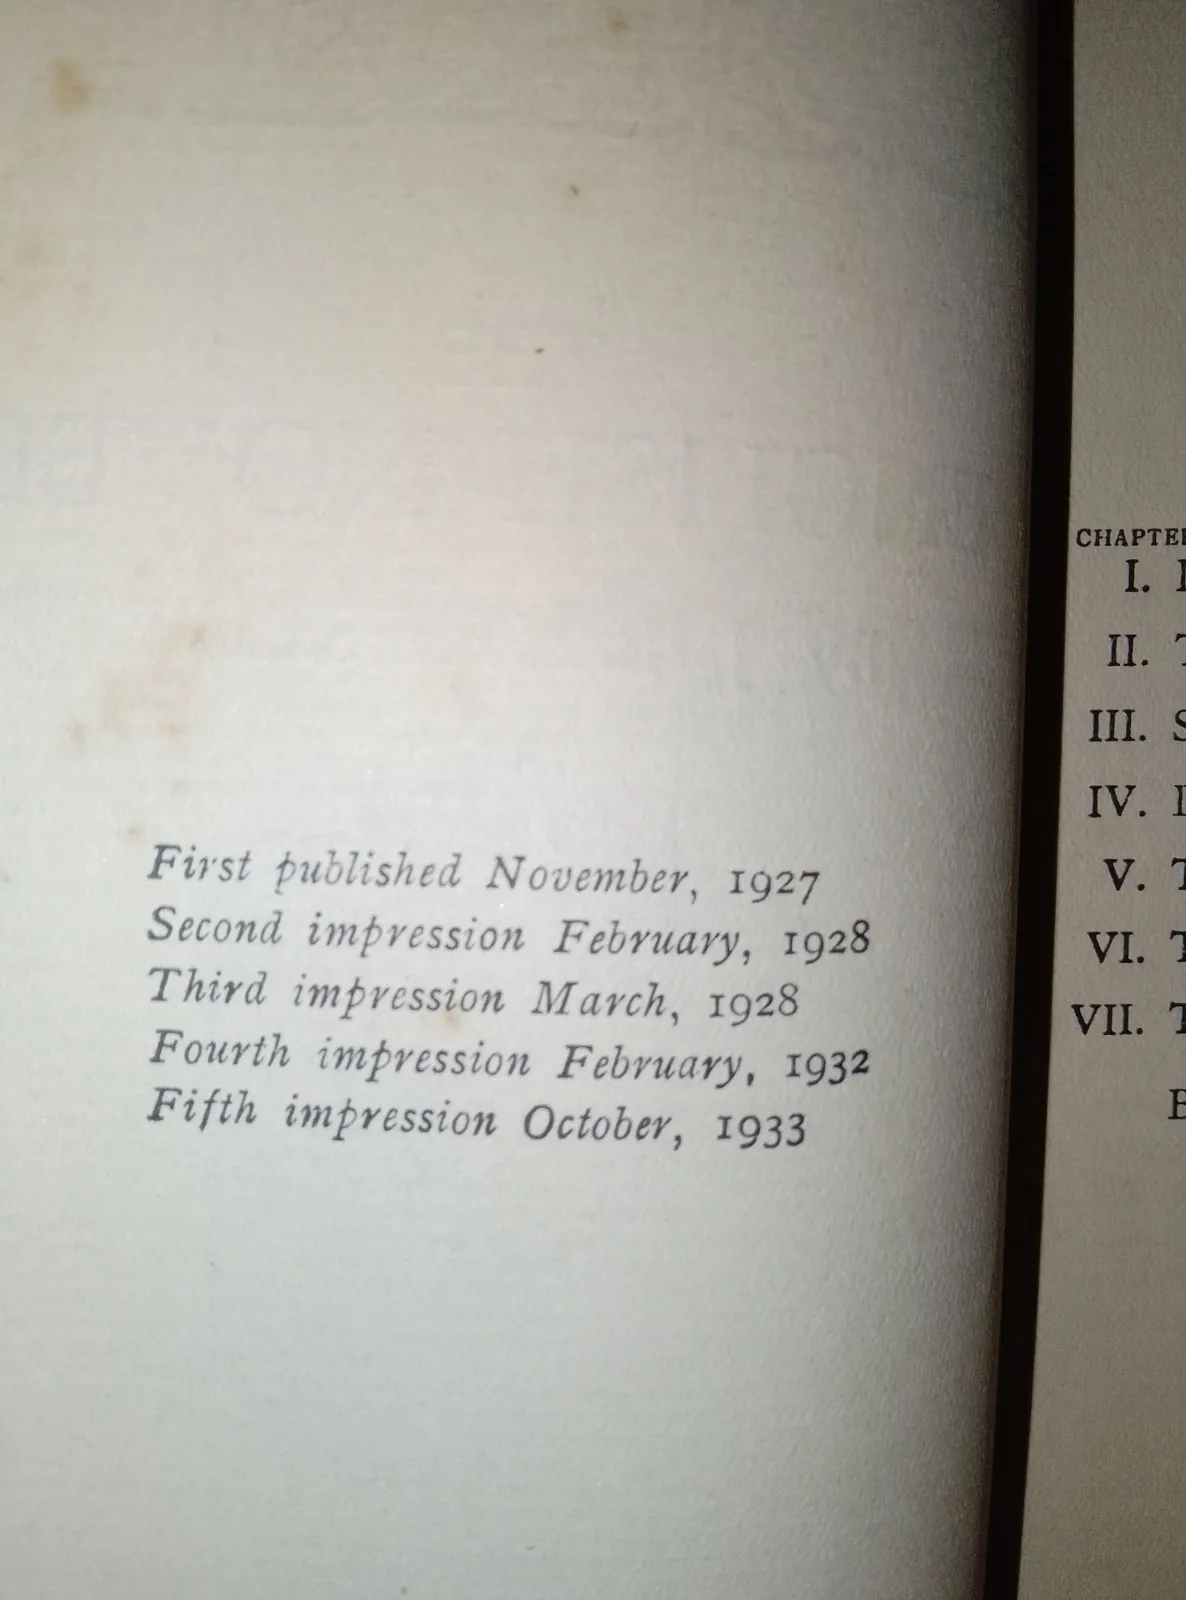 First published November, 1927
Second impression February, 1928
Third impression March, 1928
Fourth impression February, 1932
Fifth impression October, 1933
CHAPTER
I.
II. T
III. S
IV.
V. T
VI. T
VII. T
B